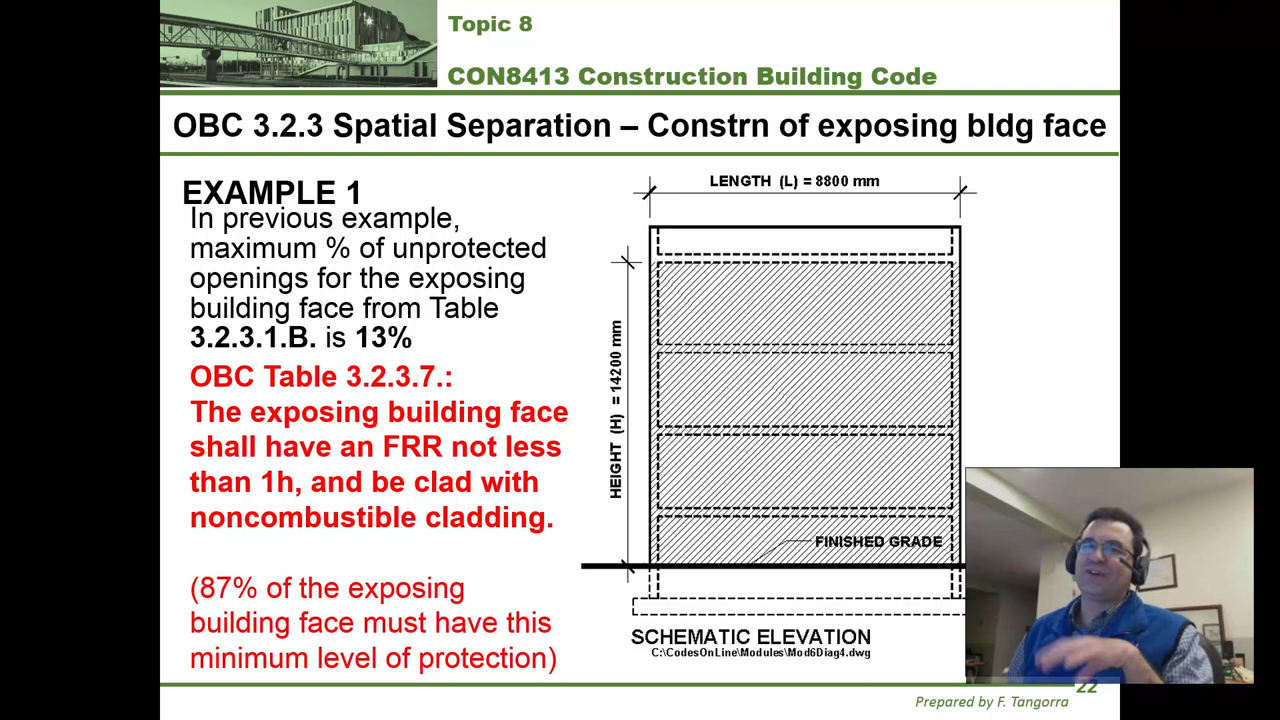 Topic 8
CON8413 Construction Building Code
OBC 3.2.3 Spatial Separation – Constrn of exposing bldg face
EXAMPLE 1
In previous example,
maximum % of unprotected
openings for the exposing
building face from Table
3.2.3.1.B. is 13%
OBC Table 3.2.3.7.:
The exposing building face
shall have an FRR not less
than 1h, and be clad with
noncombustible cladding.
(87% of the exposing
building face must have this
minimum level of protection)
LENGTH (L) = 8800 mm
HEIGHT (H) = 14200 mm
FINISHED GRADE
SCHEMATIC ELEVATION
C:\CodesOnLine\Modules\Mod6Diag4.dwg
22
Prepared by F. Tangorra